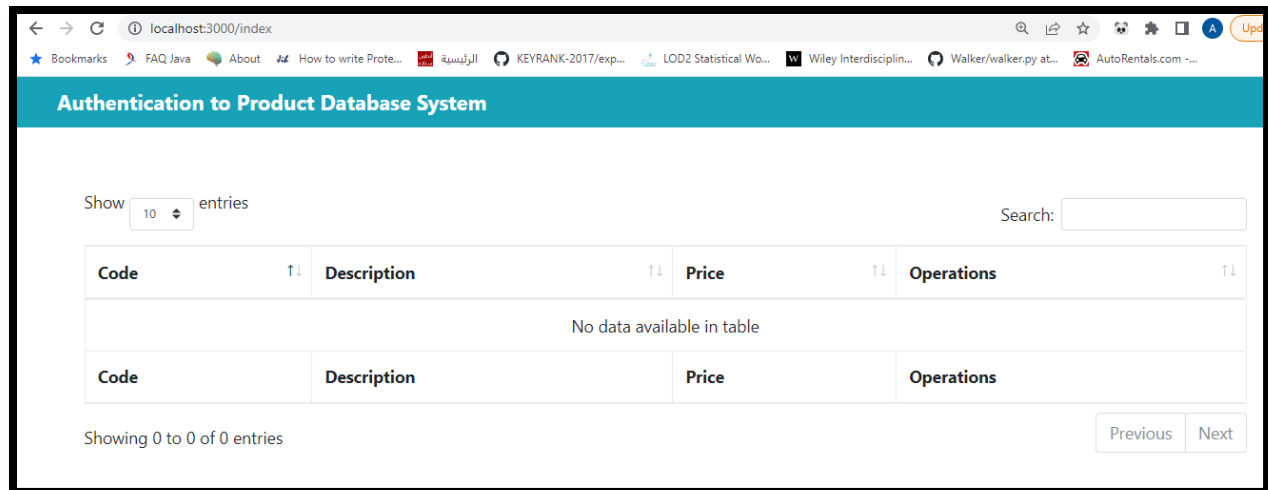 localhost:3000/index
A
Upd
Bookmarks FAQ Java About How to write Prote... الرئيسية KEYRANK-2017/exp... LOD2 Statistical Wo... W Wiley Interdisciplin... Walker/walker.py at... AutoRentals.com -...
Authentication to Product Database System
Show 10 entries
Search:
Code Description Price Operations
No data available in table
Code Description Price Operations
Showing 0 to 0 of 0 entries
Previous Next